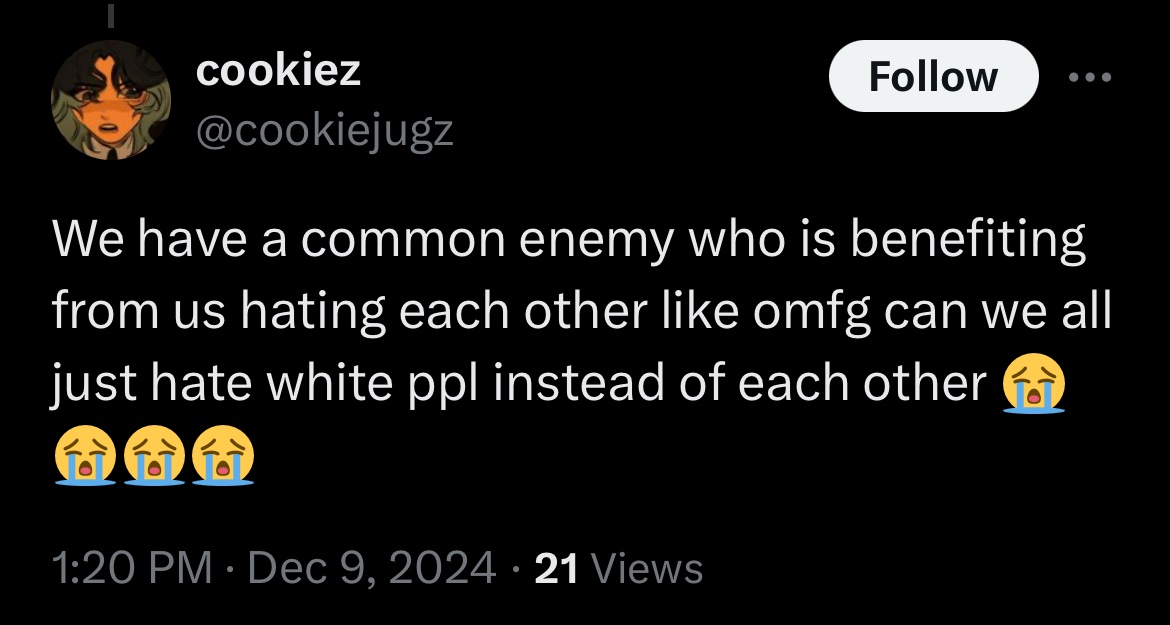 cookiez
Follow
@cookiejugz
We have a common enemy who is benefiting
from us hating each other like omfg can we all
just hate white ppl instead of each other 😭
😭😭😭
1:20 PM · Dec 9, 2024 · 21 Views